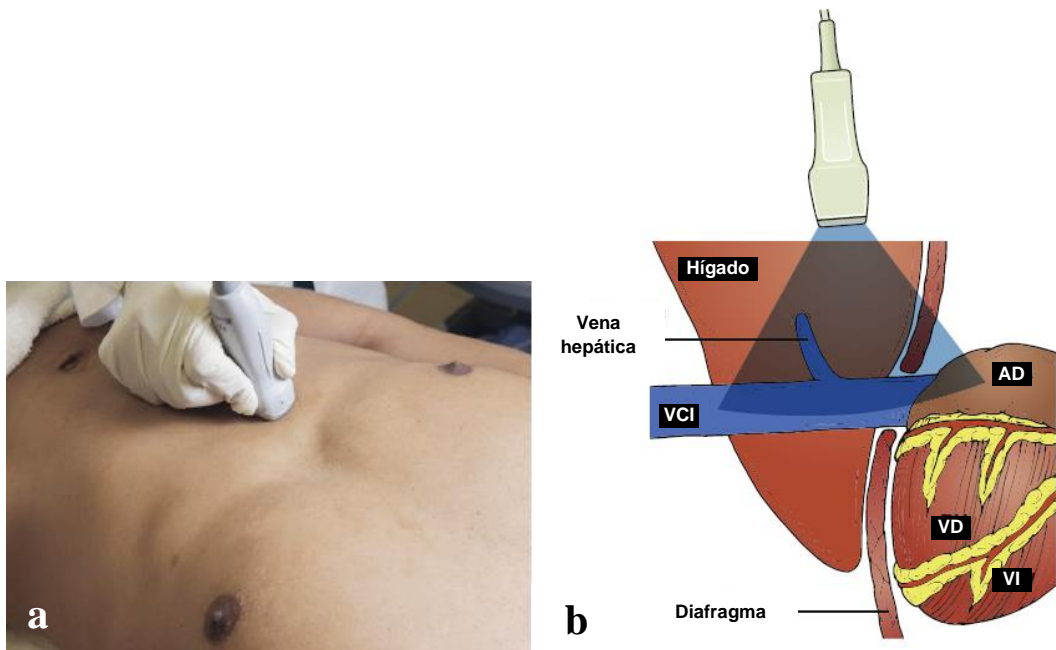 Hígado
Vena
hepática
AD
VCI
VD
VI
Diafragma
a
b